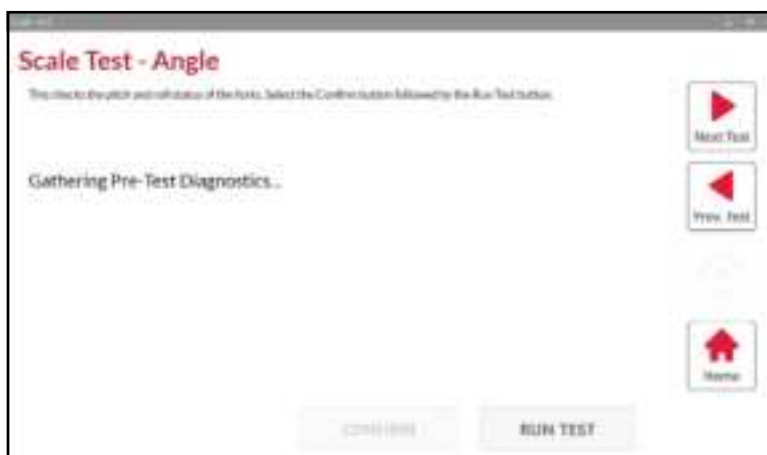 Scale Test - Angle
This checks the pitch and roll status of the forks. Select the Confirm button followed by the Run Test button.
Next Test
Gathering Pre-Test Diagnostics...
Prev. Test
Home
CONFIRM
RUN TEST